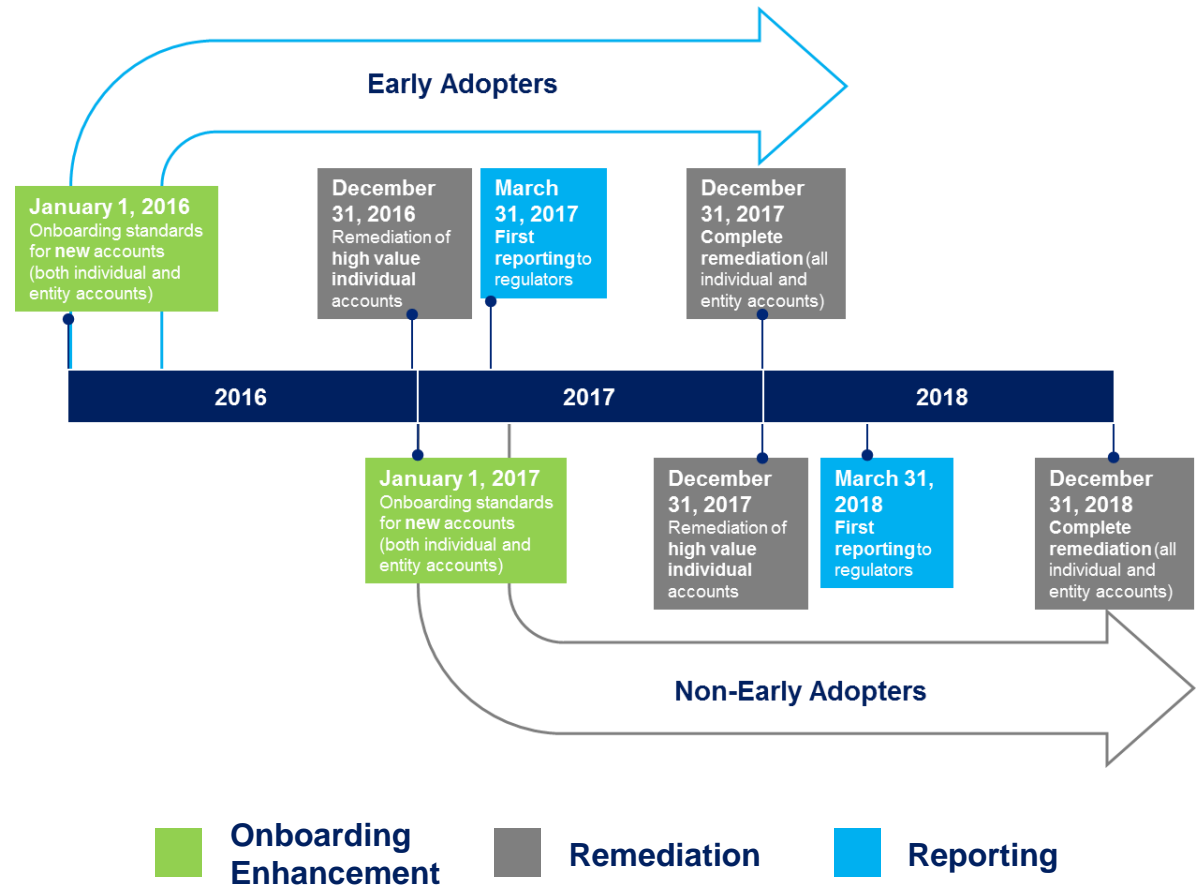 Early Adopters
January 1, 2016
Onboarding standards
for new accounts
(both individual and
entity accounts)
December
31, 2016
Remediation of
high value
individual
accounts
March
31, 2017
First
reporting to
regulators
December
31, 2017
Complete
remediation (all
individual and
entity accounts)
2016
2017
2018
January 1, 2017
Onboarding standards
for new accounts
(both individual and
entity accounts)
December
31, 2017
Remediation of
high value
individual
accounts
March 31,
2018
First
reporting to
regulators
December
31, 2018
Complete
remediation (all
individual and
entity accounts)
Non-Early Adopters
Onboarding
Enhancement
Remediation
Reporting